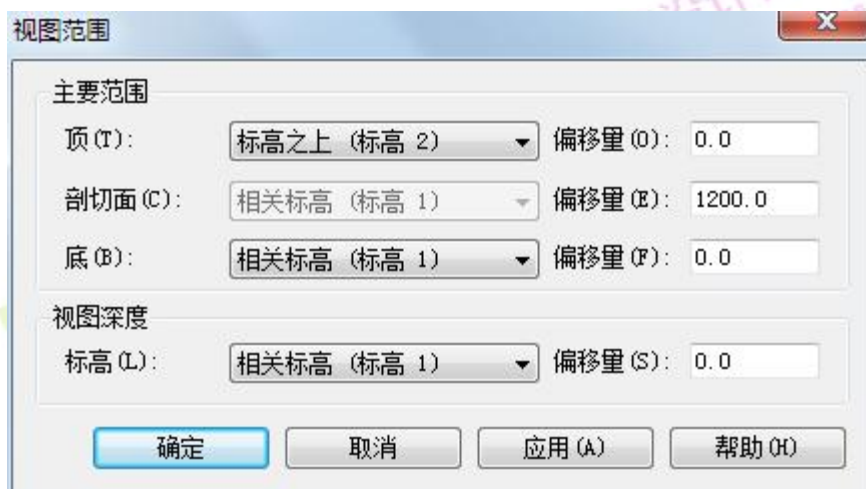 视图范围
主要范围
顶(T): 标高之上 (标高 2) 偏移量(O): 0.0
剖切面(C): 相关标高 (标高 1) 偏移量(E): 1200.0
底(B): 相关标高 (标高 1) 偏移量(F): 0.0
视图深度
标高(L): 相关标高 (标高 1) 偏移量(S): 0.0
确定 取消 应用(A) 帮助(H)